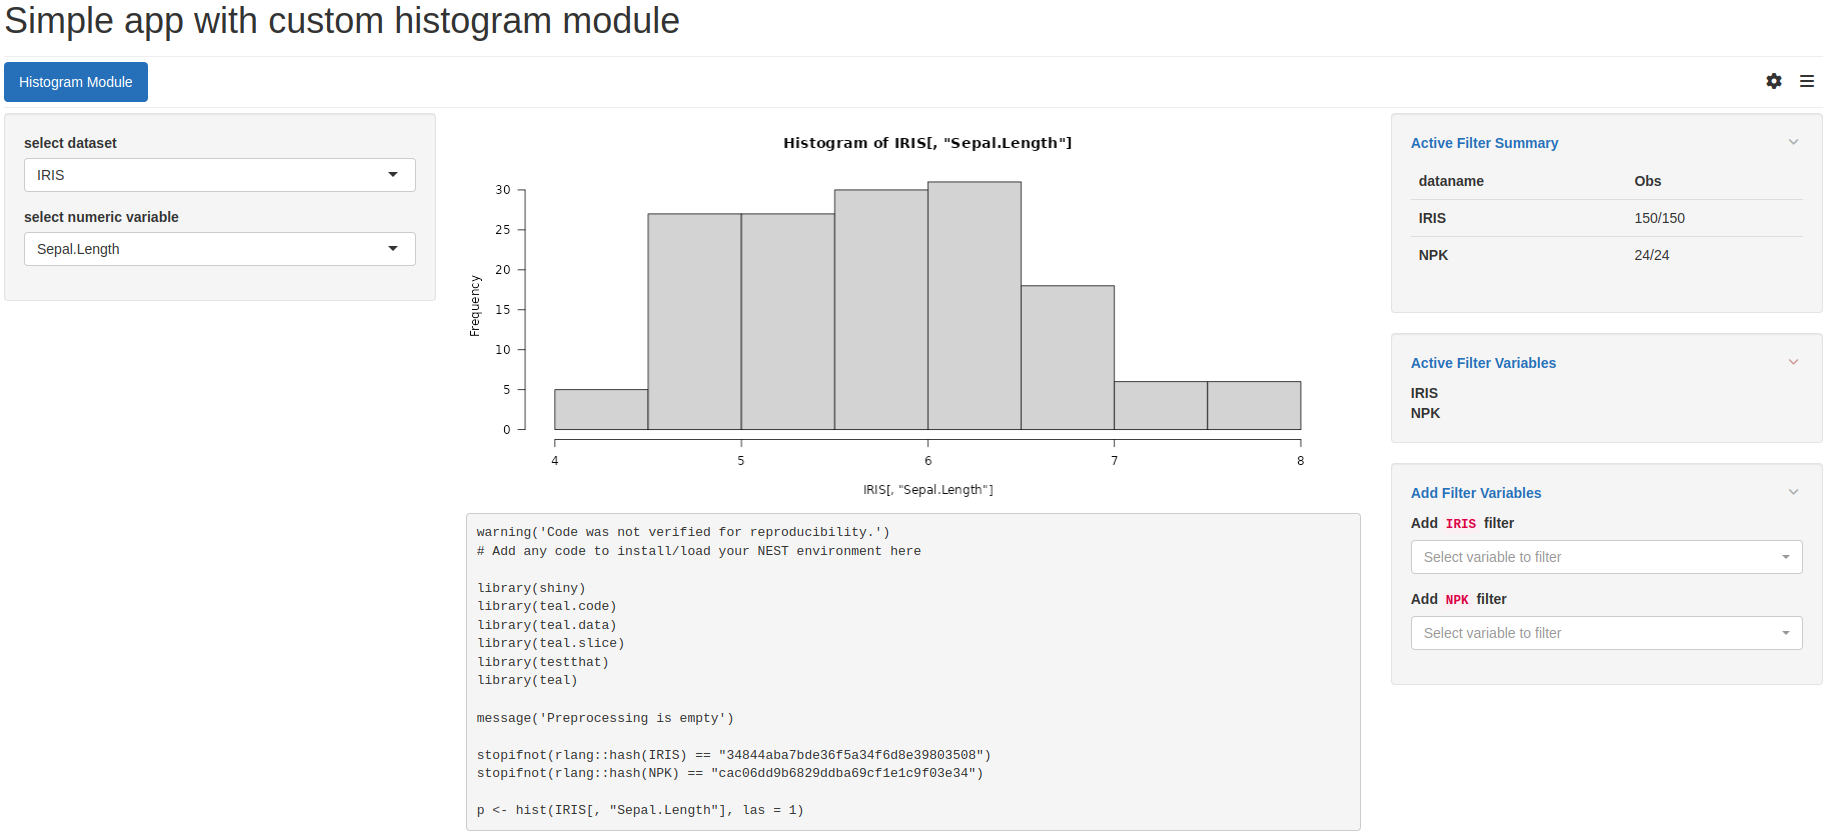 Simple app with custom histogram module
Histogram Module
select dataset
IRIS
select numeric variable
Sepal.Length
Histogram of IRIS[, "Sepal.Length"]
Frequency
30
25
20
15
10
5
0
4 5 6 7 8
IRIS[, "Sepal.Length"]
warning('Code was not verified for reproducibility.')
# Add any code to install/load your NEST environment here
library(shiny)
library(teal.code)
library(teal.data)
library(teal.slice)
library(testthat)
library(teal)
message('Preprocessing is empty')
stopifnot(rlang::hash(IRIS) == "34844aba7bde36f5a34f6d8e39803508")
stopifnot(rlang::hash(NPK) == "cac06dd9b6829ddba69cf1e1c9f03e34")
p <- hist(IRIS[, "Sepal.Length"], las = 1)
Active Filter Summary
dataname Obs
IRIS 150/150
NPK 24/24
Active Filter Variables
IRIS
NPK
Add Filter Variables
Add IRIS filter
Select variable to filter
Add NPK filter
Select variable to filter